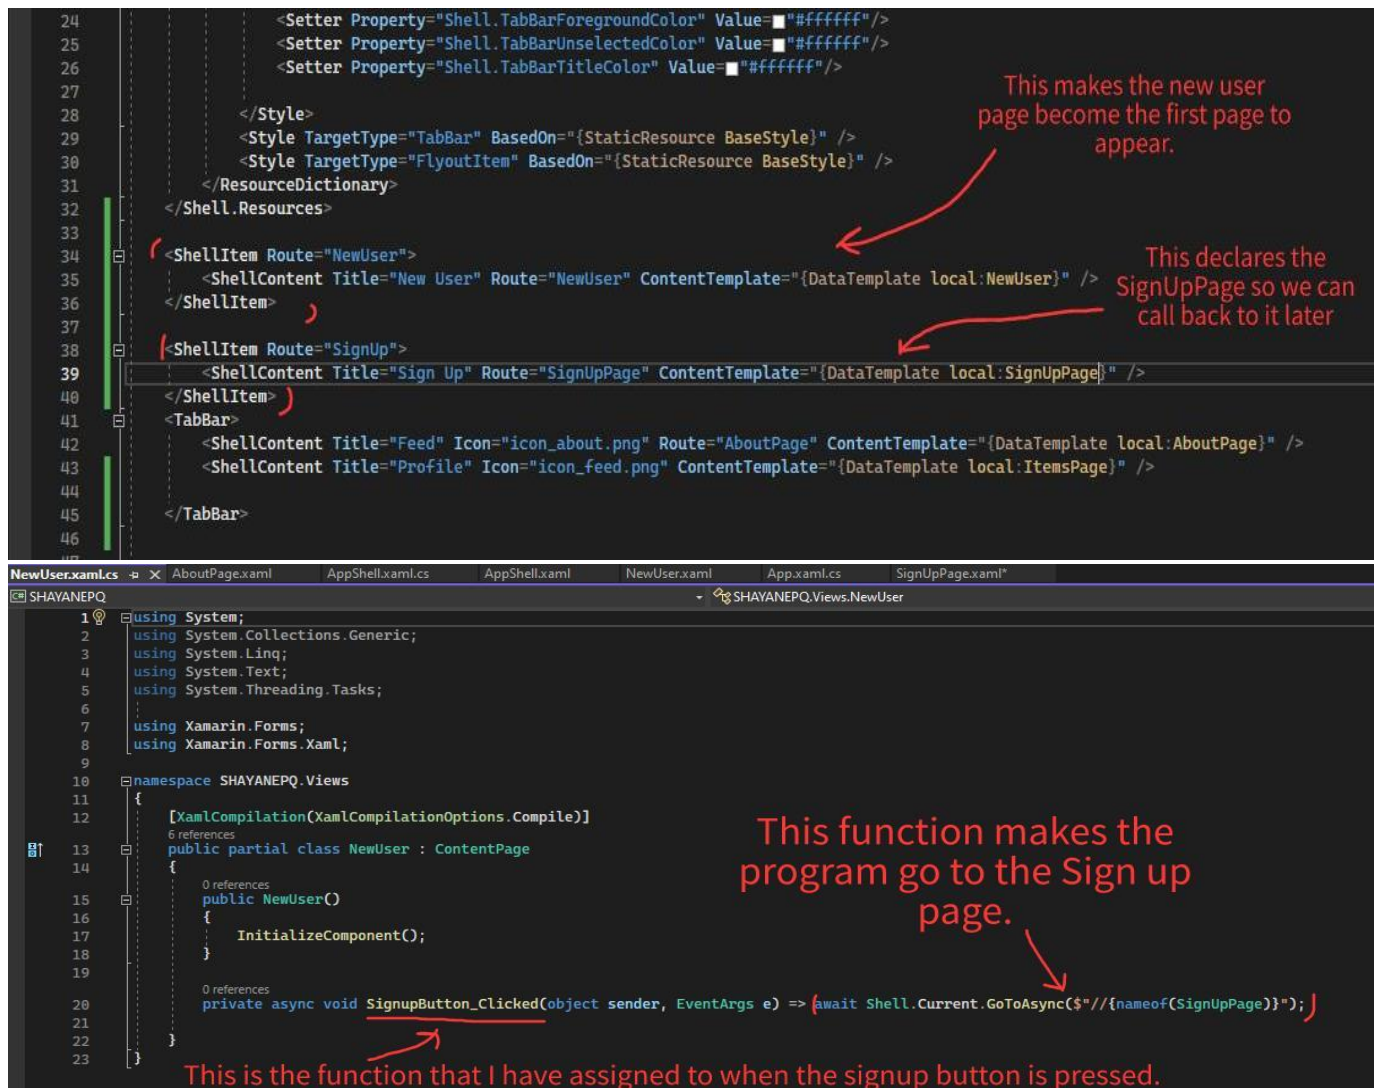 24 <Setter Property="Shell.TabBarForegroundColor" Value="#ffffff"/>
25 <Setter Property="Shell.TabBarUnselectedColor" Value="#ffffff"/>
26 <Setter Property="Shell.TabBarTitleColor" Value="#ffffff"/>
27
28 </Style>
29 <Style TargetType="TabBar" BasedOn="{StaticResource BaseStyle}" />
30 <Style TargetType="FlyoutItem" BasedOn="{StaticResource BaseStyle}" />
31 </ResourceDictionary>
32 </Shell.Resources>
33
This makes the new user
page become the first page to
appear.
34 <ShellItem Route="NewUser">
35 <ShellContent Title="New User" Route="NewUser" ContentTemplate="{DataTemplate local:NewUser}" />
36 </ShellItem>
37
This declares the
SignUpPage so we can
call back to it later
38 <ShellItem Route="SignUp">
39 <ShellContent Title="Sign Up" Route="SignUpPage" ContentTemplate="{DataTemplate local:SignUpPage}" />
40 </ShellItem>
41 <TabBar>
42 <ShellContent Title="Feed" Icon="icon_about.png" Route="AboutPage" ContentTemplate="{DataTemplate local:AboutPage}" />
43 <ShellContent Title="Profile" Icon="icon_feed.png" ContentTemplate="{DataTemplate local:ItemsPage}" />
44
45 </TabBar>
46
NewUser.xaml.cs AboutPage.xaml AppShell.xaml.cs AppShell.xaml NewUser.xaml App.xaml.cs SignUpPage.xaml*
C# SHAYANEPQ SHAYANEPQ.Views.NewUser
1 using System;
2 using System.Collections.Generic;
3 using System.Linq;
4 using System.Text;
5 using System.Threading.Tasks;
6
7 using Xamarin.Forms;
8 using Xamarin.Forms.Xaml;
9
10 namespace SHAYANEPQ.Views
11 {
12 [XamlCompilation(XamlCompilationOptions.Compile)]
6 references
13 public partial class NewUser : ContentPage
14 {
0 references
15 public NewUser()
16 {
17 InitializeComponent();
18 }
19
This function makes the
program go to the Sign up
page.
0 references
20 private async void SignupButton_Clicked(object sender, EventArgs e) => await Shell.Current.GoToAsync($"//{nameof(SignUpPage)}");
21
22 }
23 }
This is the function that I have assigned to when the signup button is pressed.